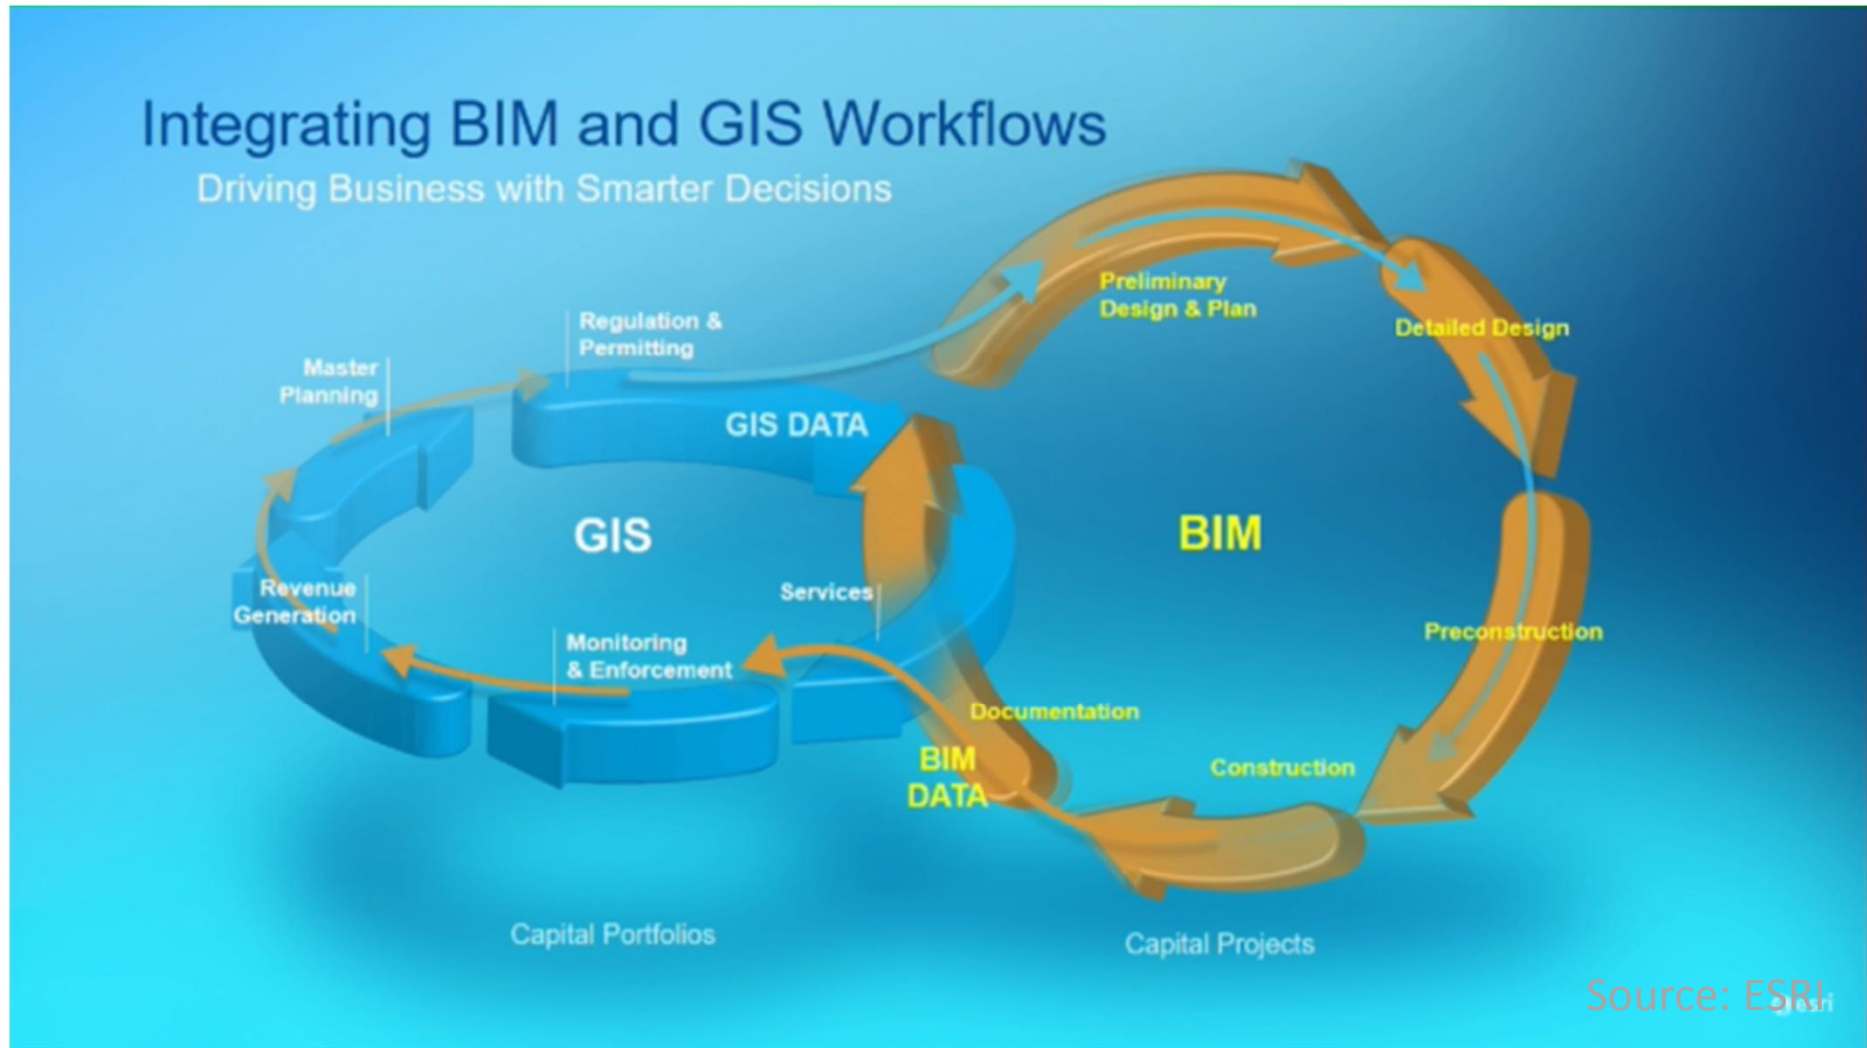 Integrating BIM and GIS Workflows
Driving Business with Smarter Decisions
Regulation &
Permitting
Master
Planning
GIS DATA
GIS
Revenue
Generation
Monitoring
& Enforcement
Services
Preliminary
Design & Plan
Detailed Design
BIM
Preconstruction
Construction
Documentation
BIM
DATA
Capital Portfolios
Capital Projects
Source: ESRI
esri